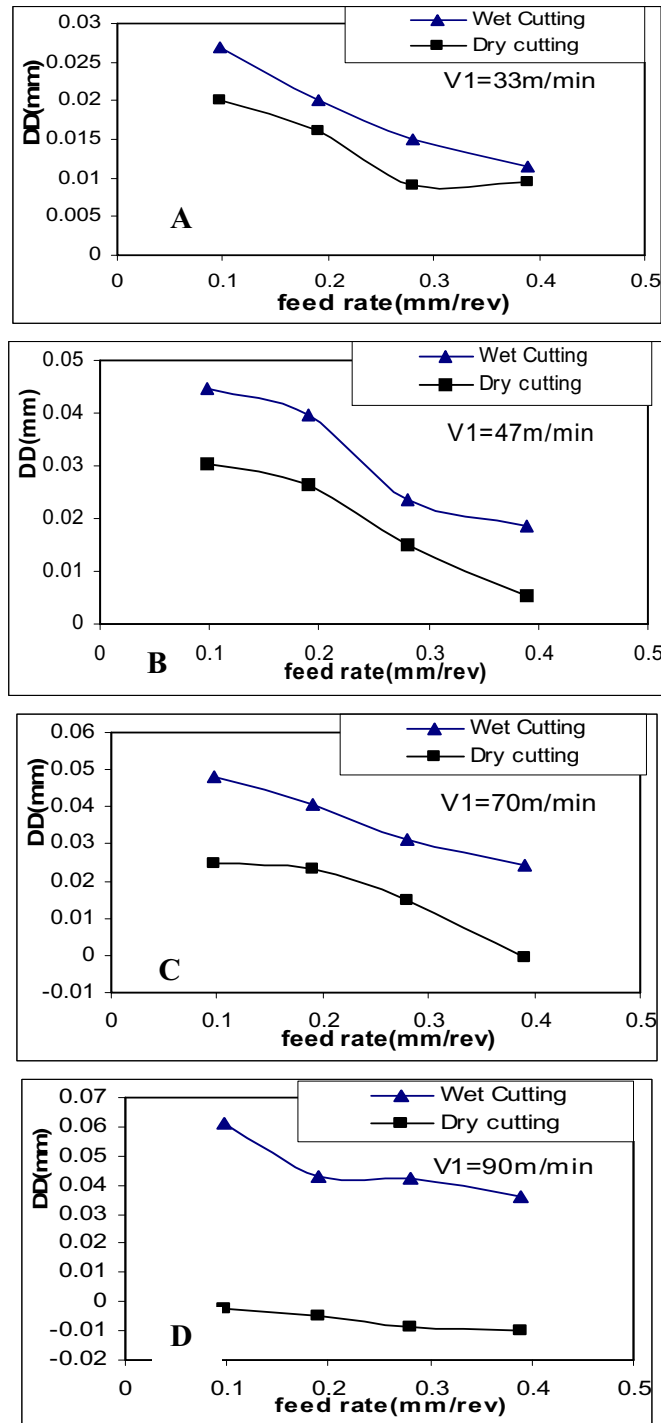 0.03
0.025
0.02
0.015
0.01
0.005
0
DD(mm)
Wet Cutting
Dry cutting
V1=33m/min
A
0 0.1 0.2 0.3 0.4 0.5
feed rate(mm/rev)
0.05
0.04
0.03
0.02
0.01
0
DD(mm)
Wet Cutting
Dry cutting
V1=47m/min
0 0.1 0.2 0.3 0.4 0.5
B
feed rate(mm/rev)
0.06
0.05
0.04
0.03
0.02
0.01
0
-0.01
DD(mm)
Wet Cutting
Dry cutting
V1=70m/min
C
0 0.1 0.2 0.3 0.4 0.5
feed rate(mm/rev)
0.07
0.06
0.05
0.04
0.03
0.02
0.01
0
-0.01
-0.02
DD(mm)
Wet Cutting
Dry cutting
V1=90m/min
D
0 0.1 0.2 0.3 0.4 0.5
feed rate(mm/rev)